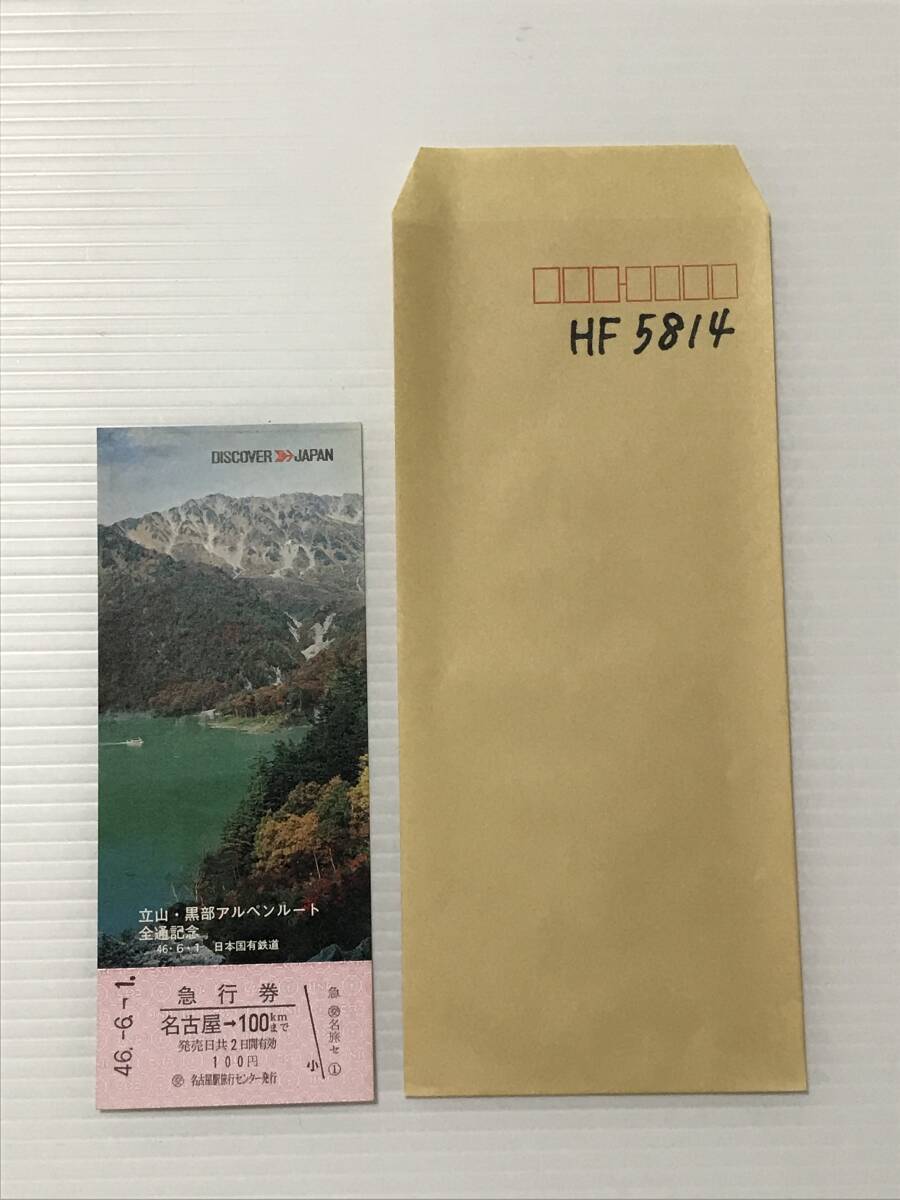 HF 5814
DISCOVER JAPAN
立山・黒部アルペンルート
全通記念
46・6・1 日本国有鉄道
46.-6.-1.
急行券
名古屋→100kmまで
発売日共2日間有効
100円
名古屋駅旅行センター発行
小
急 名旅セ ①